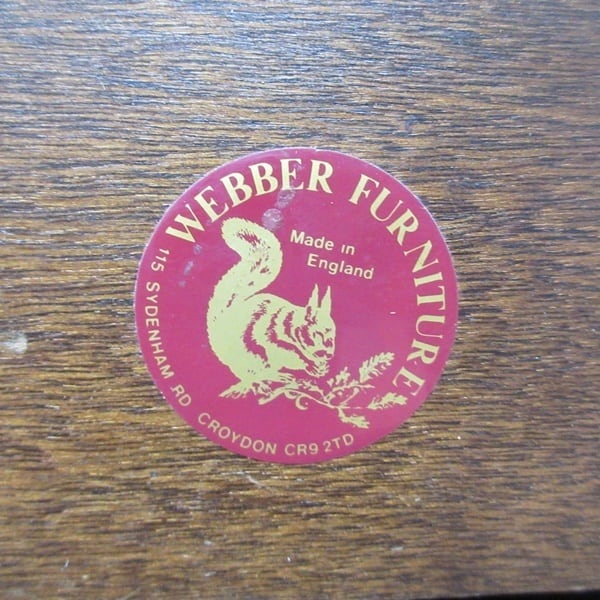 WEBBER FURNITURE
Made in
England
115 SYDENHAM RD CROYDON CR9 2TD